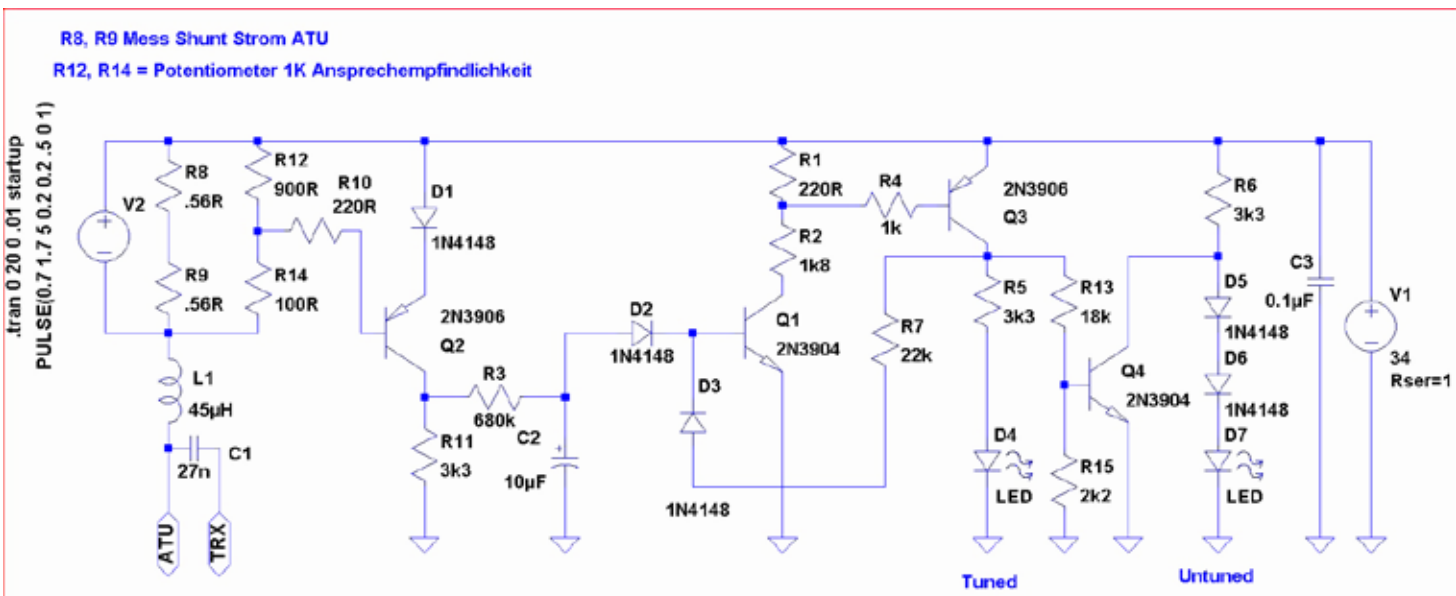 R8, R9 Mess Shunt Strom ATU
R12, R14 = Potentiometer 1K Ansprechempfindlichkeit
.tran 0 20 0 .01 startup
PULSE(0.7 1.7 5 0.2 0.2 .5 0 1)
V2
R8
.56R
R9
.56R
R12
900R
R14
100R
R10
220R
D1
1N4148
2N3906
Q2
R3
680k
R11
3k3
C2
10µF
D2
1N4148
D3
1N4148
R1
220R
R2
1k8
Q1
2N3904
R4
1k
2N3906
Q3
R7
22k
R5
3k3
D4
LED
R13
18k
R15
2k2
Q4
2N3904
R6
3k3
D5
1N4148
D6
1N4148
D7
LED
C3
0.1µF
V1
34
Rser=1
L1
45µH
C1
27n
ATU
TRX
Tuned
Untuned